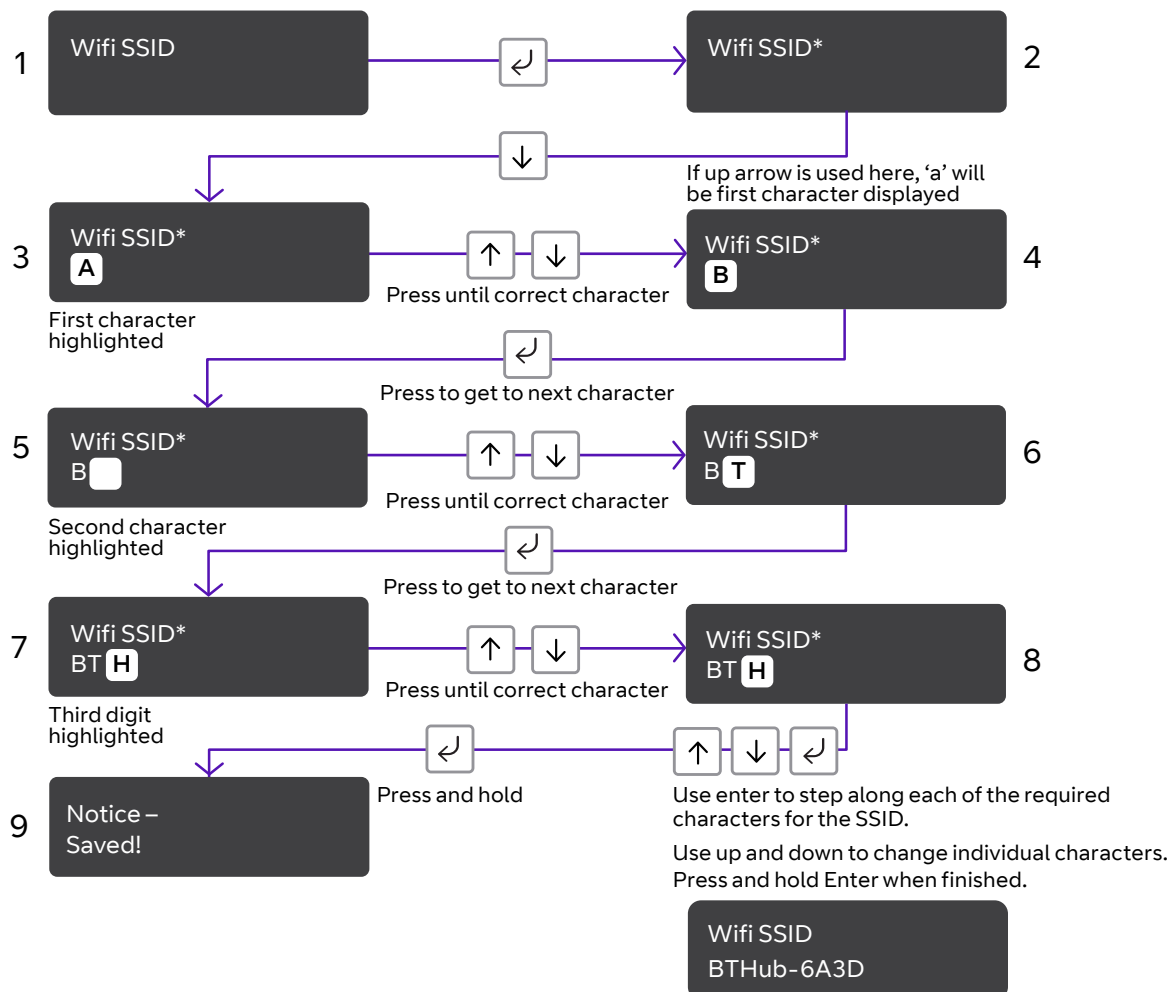 1
Wifi SSID
Wifi SSID*
2
If up arrow is used here, ‘a’ will
be first character displayed
3
Wifi SSID*
A
First character
highlighted
Press until correct character
Wifi SSID*
B
4
Press to get to next character
5
Wifi SSID*
B
Second character
highlighted
Press until correct character
Wifi SSID*
B T
6
Press to get to next character
7
Wifi SSID*
BT H
Third digit
highlighted
Press until correct character
Wifi SSID*
BT H
8
Press and hold
Use enter to step along each of the required
characters for the SSID.
Use up and down to change individual characters.
Press and hold Enter when finished.
9
Notice –
Saved!
Wifi SSID
BTHub-6A3D